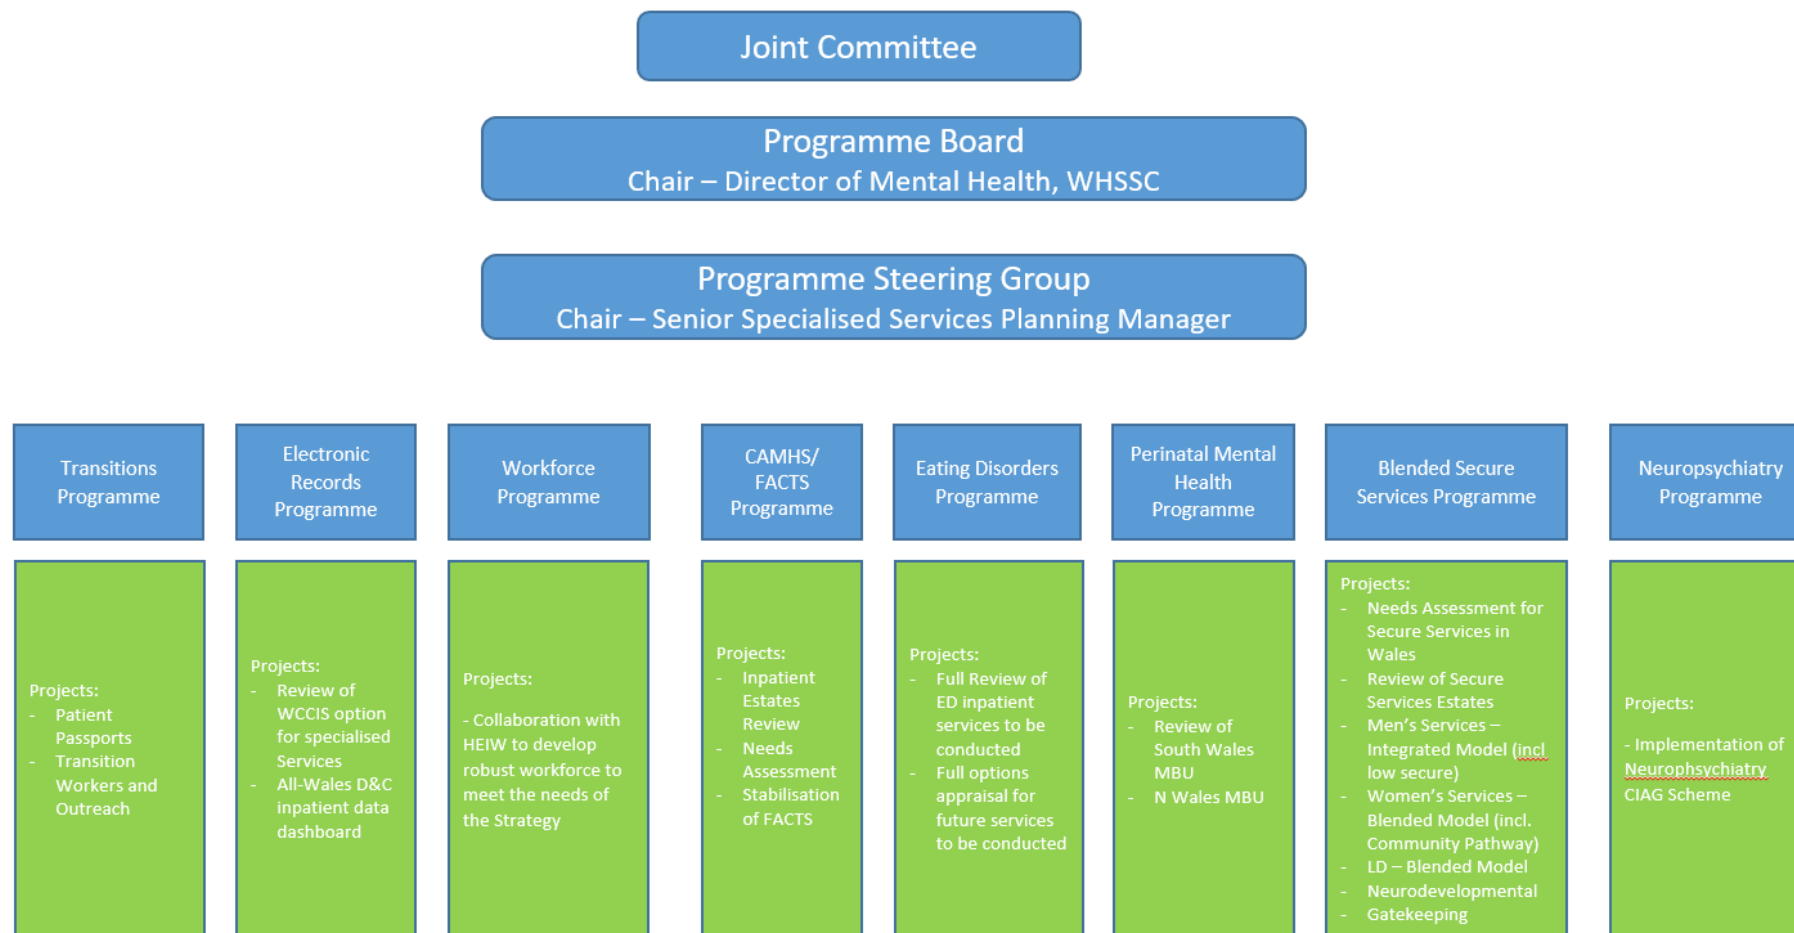 Joint Committee
Programme Board
Chair – Director of Mental Health, WHSSC
Programme Steering Group
Chair – Senior Specialised Services Planning Manager
Transitions
Programme
Electronic
Records
Programme
Workforce
Programme
CAMHS/
FACTS
Programme
Eating Disorders
Programme
Perinatal Mental
Health
Programme
Blended Secure
Services Programme
Neuropsychiatry
Programme
Projects:
- Patient
Passports
- Transition
Workers and
Outreach
Projects:
- Review of
WCCIS option
for specialised
Services
- All-Wales D&C
inpatient data
dashboard
Projects:
- Collaboration with
HEIW to develop
robust workforce to
meet the needs of
the Strategy
Projects:
- Inpatient
Estates
Review
- Needs
Assessment
- Stabilisation
of FACTS
Projects:
- Full Review of
ED inpatient
services to be
conducted
- Full options
appraisal for
future services
to be conducted
Projects:
- Review of
South Wales
MBU
- N Wales MBU
Projects:
- Needs Assessment for
Secure Services in
Wales
- Review of Secure
Services Estates
- Men's Services –
Integrated Model (incl
low secure)
- Women's Services –
Blended Model (incl.
Community Pathway)
- LD – Blended Model
- Neurodevelopmental
- Gatekeeping
Projects:
- Implementation of
Neurophsychiatry
CIAG Scheme